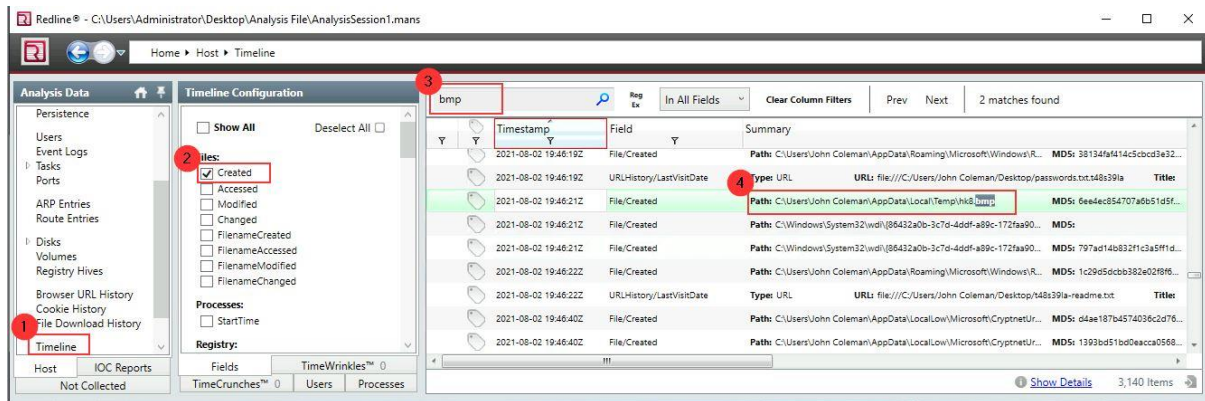 Redline® - C:\Users\Administrator\Desktop\Analysis File\AnalysisSession1.mans
Home ▸ Host ▸ Timeline
Analysis Data
Persistence
Users
Event Logs
Tasks
Ports
ARP Entries
Route Entries
Disks
Volumes
Registry Hives
Browser URL History
Cookie History
1
File Download History
Timeline
Host IOC Reports
Not Collected
Timeline Configuration
Show All Deselect All
2
Files:
Created
Accessed
Modified
Changed
FilenameCreated
FilenameAccessed
FilenameModified
FilenameChanged
Processes:
StartTime
Registry:
Fields TimeWrinkles™ 0
TimeCrunches™ 0 Users Processes
3
bmp Reg Ex In All Fields Clear Column Filters Prev Next 2 matches found
Timestamp Field Summary
2021-08-02 19:46:19Z File/Created Path: C:\Users\John Coleman\AppData\Roaming\Microsoft\Windows\R... MD5: 38134faf414c5cbcd3e32...
2021-08-02 19:46:19Z URLHistory/LastVisitDate Type: URL URL: file:///C:/Users/John Coleman/Desktop/passwords.txt.t48s39la Title:
4
2021-08-02 19:46:21Z File/Created Path: C:\Users\John Coleman\AppData\Local\Temp\hk8.bmp MD5: 6ee4ec854707a6b51d5f...
2021-08-02 19:46:21Z File/Created Path: C:\Windows\System32\wdi\{86432a0b-3c7d-4ddf-a89c-172faa90... MD5:
2021-08-02 19:46:21Z File/Created Path: C:\Windows\System32\wdi\{86432a0b-3c7d-4ddf-a89c-172faa90... MD5: 797ad14b832f1c3a5ff1d...
2021-08-02 19:46:22Z File/Created Path: C:\Users\John Coleman\AppData\Roaming\Microsoft\Windows\R... MD5: 1c29d5dcbb382e02f8f6...
2021-08-02 19:46:22Z URLHistory/LastVisitDate Type: URL URL: file:///C:/Users/John Coleman/Desktop/t48s39la-readme.txt Title:
2021-08-02 19:46:40Z File/Created Path: C:\Users\John Coleman\AppData\LocalLow\Microsoft\CryptnetUr... MD5: d4ae187b4574036c2d76...
2021-08-02 19:46:40Z File/Created Path: C:\Users\John Coleman\AppData\LocalLow\Microsoft\CryptnetUr... MD5: 1393bd51bd0eacca0568...
Show Details 3,140 Items